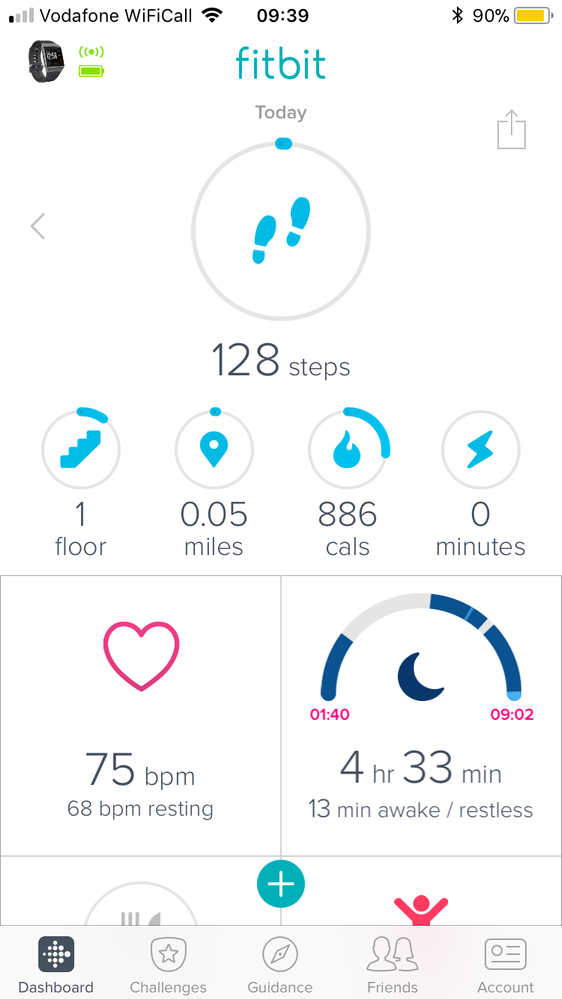 Vodafone WiFiCall 09:39 90%
fitbit
Today
128 steps
1 0.05 886 0
floor miles cals minutes
01:40 09:02
75 bpm 4 hr 33 min
68 bpm resting 13 min awake / restless
Dashboard Challenges Guidance Friends Account